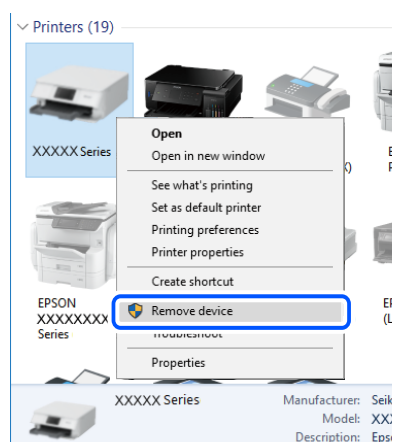 Printers (19)
XXXXX Series
Open
Open in new window
See what's printing
Set as default printer
Printing preferences
Printer properties
Create shortcut
Remove device
Troubleshoot
Properties
EPSON
XXXXXXXX
Series
XXXXX Series
Manufacturer:
Model:
Description: